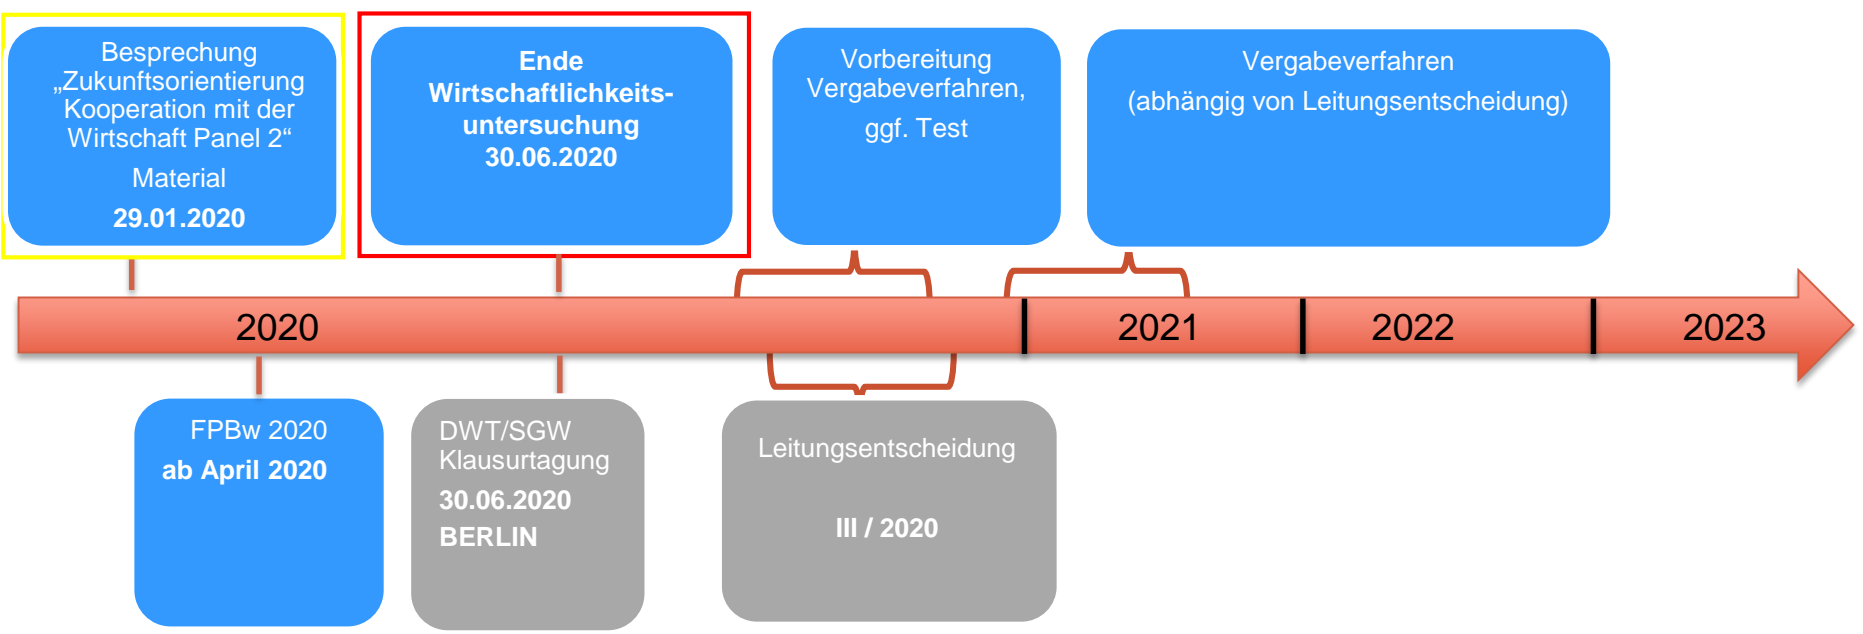 Besprechung
„Zukunftsorientierung
Kooperation mit der
Wirtschaft Panel 2“
Material
29.01.2020
Ende
Wirtschaftlichkeits-
untersuchung
30.06.2020
Vorbereitung
Vergabeverfahren,
ggf. Test
Vergabeverfahren
(abhängig von Leitungsentscheidung)
2020
2021
2022
2023
FPBw 2020
ab April 2020
DWT/SGW
Klausurtagung
30.06.2020
BERLIN
Leitungsentscheidung
III / 2020